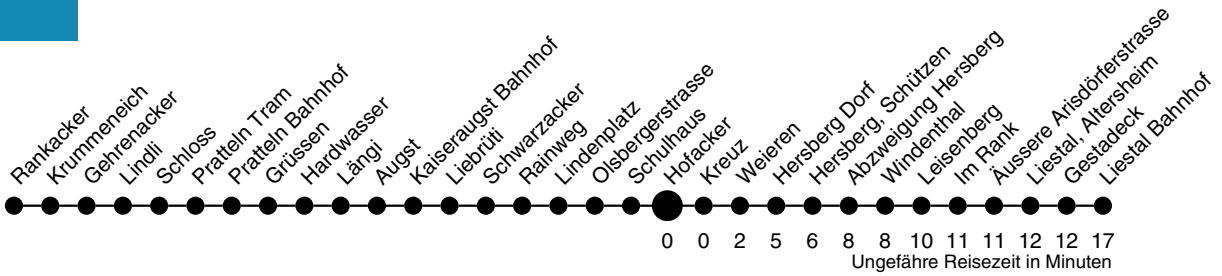 Rankacker
Krummeneich
Gehrenacker
Lindli
Schloss
Pratteln Tram
Pratteln Bahnhof
Grüssen
Hardwasser
Längi
Augst
Kaiseraugst Bahnhof
Liebrüti
Schwarzacker
Rainweg
Lindenplatz
Olsbergerstrasse
Schulhaus
Hofacker
Kreuz
Weieren
Hersberg Dorf
Hersberg, Schützen
Abzweigung Hersberg
Windenthal
Leisenberg
Im Rank
Äussere Arisdörferstrasse
Liestal, Altersheim
Gestadeck
Liestal Bahnhof
0 0 2 5 6 8 8 10 11 11 12 12 17
Ungefähre Reisezeit in Minuten